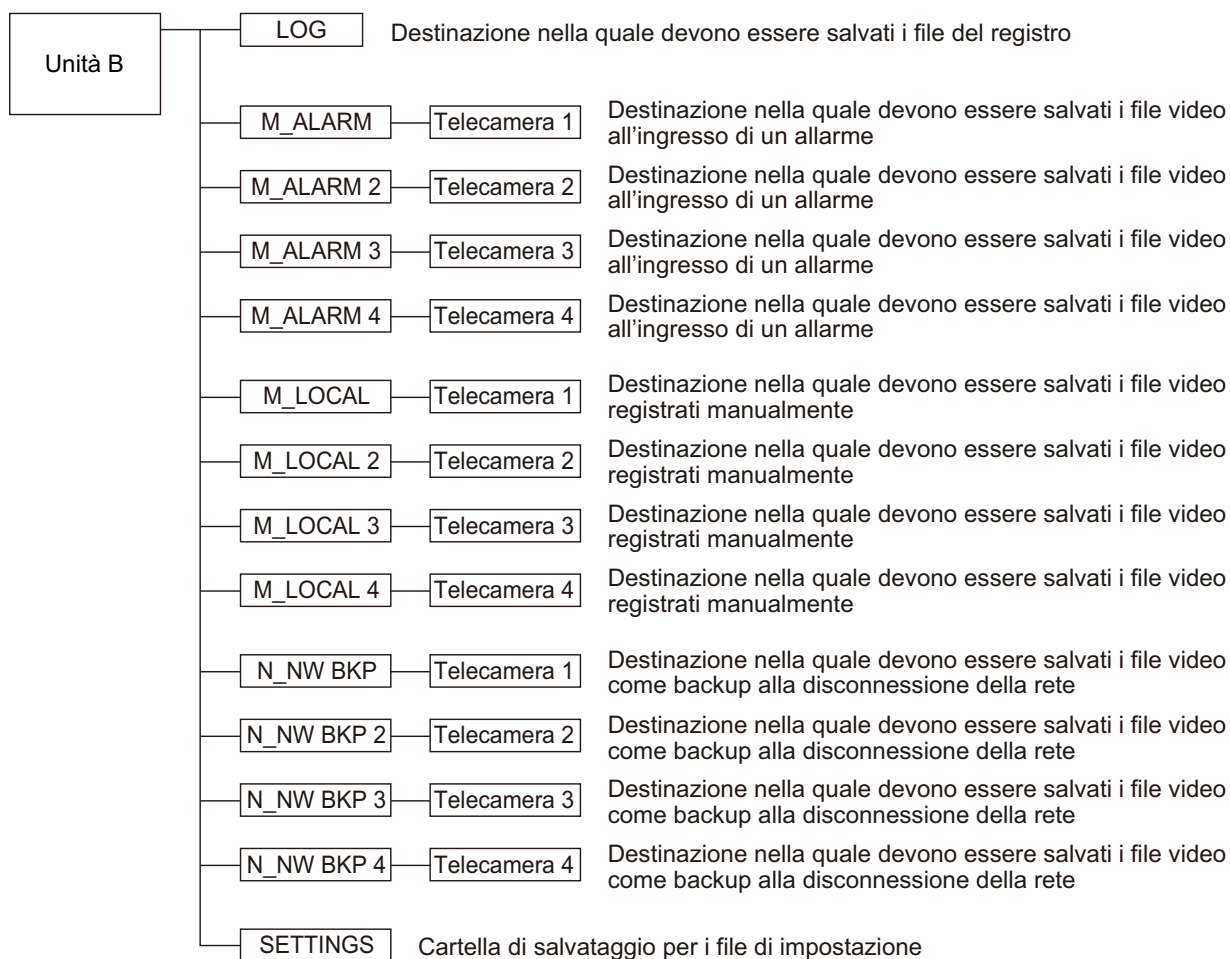 Unità B
LOG
Destinazione nella quale devono essere salvati i file del registro
M_ALARM
Telecamera 1
Destinazione nella quale devono essere salvati i file video
all’ingresso di un allarme
M_ALARM 2
Telecamera 2
Destinazione nella quale devono essere salvati i file video
all’ingresso di un allarme
M_ALARM 3
Telecamera 3
Destinazione nella quale devono essere salvati i file video
all’ingresso di un allarme
M_ALARM 4
Telecamera 4
Destinazione nella quale devono essere salvati i file video
all’ingresso di un allarme
M_LOCAL
Telecamera 1
Destinazione nella quale devono essere salvati i file video
registrati manualmente
M_LOCAL 2
Telecamera 2
Destinazione nella quale devono essere salvati i file video
registrati manualmente
M_LOCAL 3
Telecamera 3
Destinazione nella quale devono essere salvati i file video
registrati manualmente
M_LOCAL 4
Telecamera 4
Destinazione nella quale devono essere salvati i file video
registrati manualmente
N_NW BKP
Telecamera 1
Destinazione nella quale devono essere salvati i file video
come backup alla disconnessione della rete
N_NW BKP 2
Telecamera 2
Destinazione nella quale devono essere salvati i file video
come backup alla disconnessione della rete
N_NW BKP 3
Telecamera 3
Destinazione nella quale devono essere salvati i file video
come backup alla disconnessione della rete
N_NW BKP 4
Telecamera 4
Destinazione nella quale devono essere salvati i file video
come backup alla disconnessione della rete
SETTINGS
Cartella di salvataggio per i file di impostazione